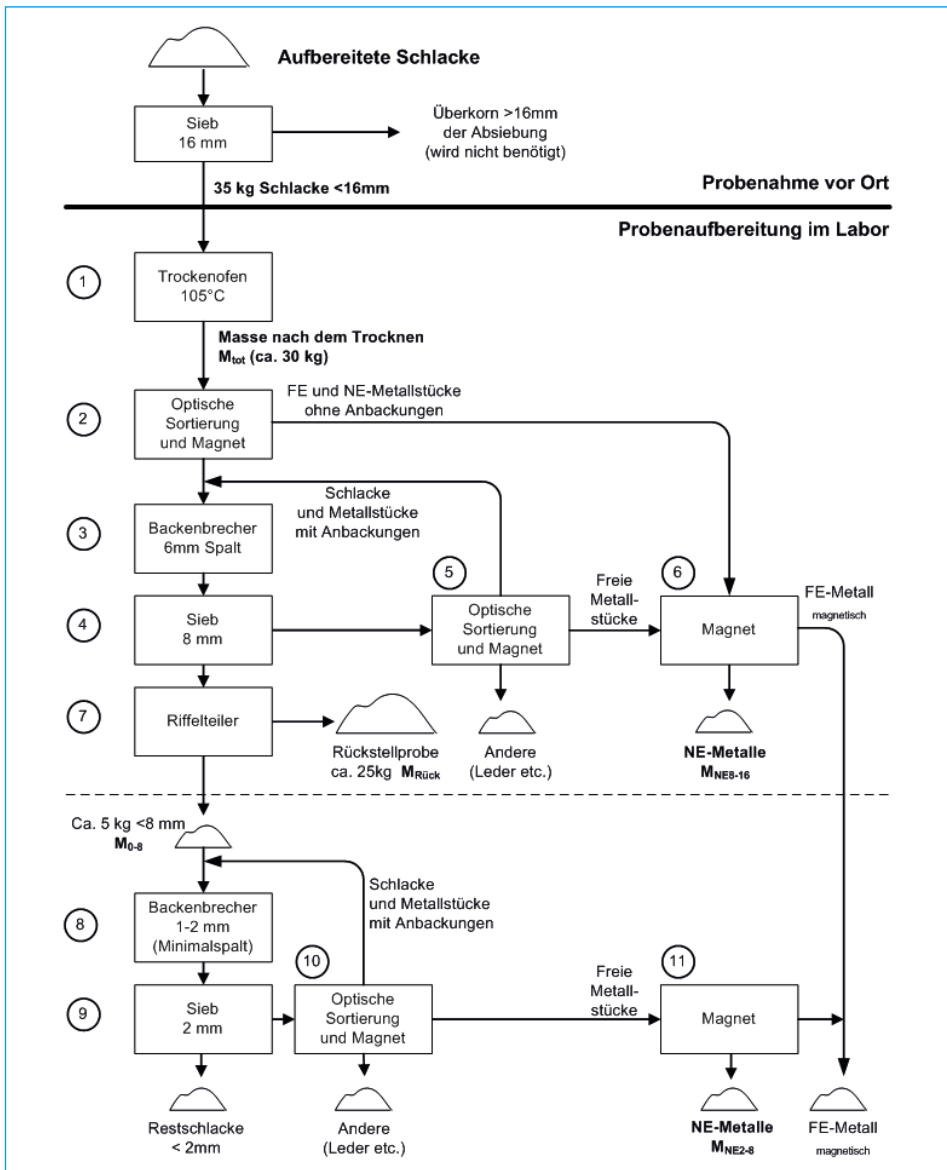 Aufbereitete Schlacke
Sieb
16 mm
Überkorn >16mm
der Absiebung
(wird nicht benötigt)
35 kg Schlacke <16mm
Probenahme vor Ort
Probenaufbereitung im Labor
1
Trockenofen
105°C
Masse nach dem Trocknen
Mtot (ca. 30 kg)
2
Optische
Sortierung
und Magnet
FE und NE-Metallstücke
ohne Anbackungen
Schlacke
und Metallstücke
mit Anbackungen
3
Backenbrecher
6mm Spalt
4
Sieb
8 mm
5
Optische
Sortierung
und Magnet
Freie
Metall-
stücke
6
Magnet
FE-Metall
magnetisch
7
Riffelteiler
Rückstellprobe
ca. 25kg MRück
Andere
(Leder etc.)
NE-Metalle
MNE8-16
Ca. 5 kg <8 mm
M0-8
Schlacke
und Metallstücke
mit Anbackungen
8
Backenbrecher
1-2 mm
(Minimalspalt)
9
Sieb
2 mm
10
Optische
Sortierung
und Magnet
Freie
Metall-
stücke
11
Magnet
Restschlacke
< 2mm
Andere
(Leder etc.)
NE-Metalle
MNE2-8
FE-Metall
magnetisch